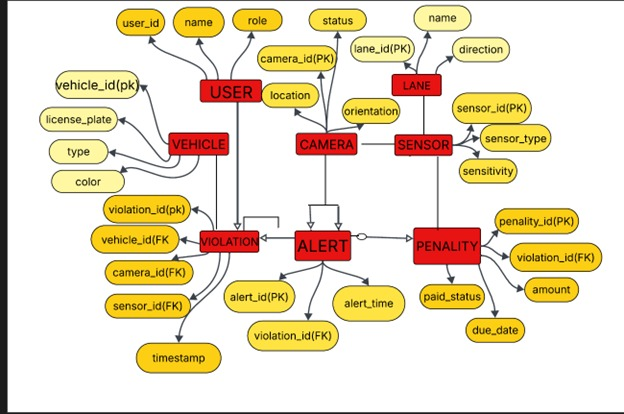 user_id
name
role
status
name
camera_id(PK)
lane_id(PK)
direction
vehicle_id(pk)
USER
location
LANE
orientation
sensor_id(PK)
license_plate
VEHICLE
CAMERA
SENSOR
sensor_type
type
sensitivity
color
violation_id(pk)
penality_id(PK)
vehicle_id(FK
VIOLATION
ALERT
PENALITY
violation_id(FK)
camera_id(FK)
alert_id(PK)
alert_time
paid_status
amount
sensor_id(FK)
violation_id(FK)
due_date
timestamp